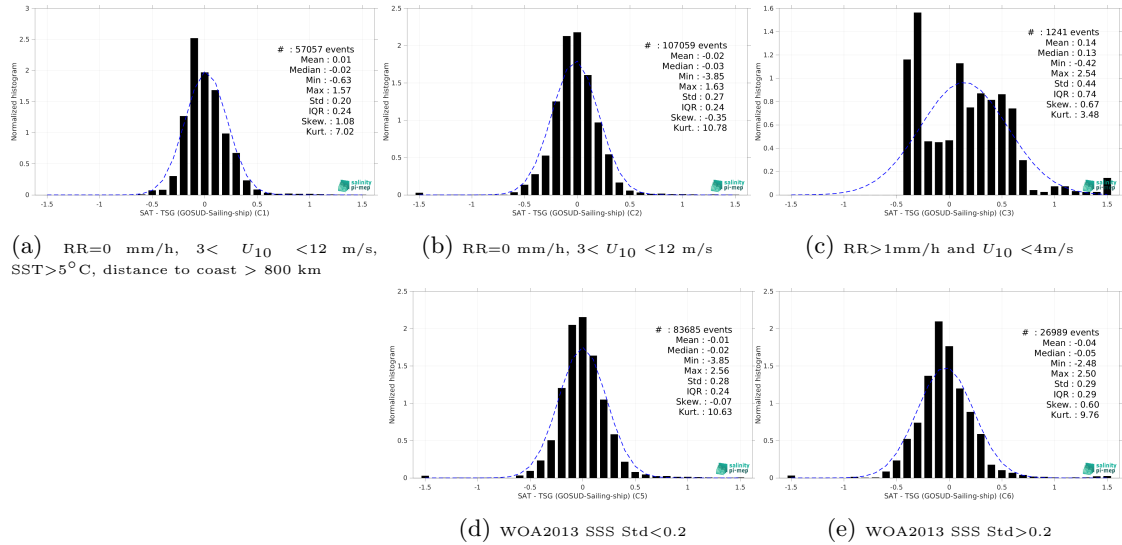 3
2.5
2
1.5
1
0.5
0
Normalized histogram
# : 57057 events
Mean : 0.01
Median : -0.02
Min : -0.63
Max : 1.57
Std : 0.20
IQR : 0.24
Skew. : 1.08
Kurt. : 7.02
salinity
pi-mep
-1.5 -1 -0.5 0 0.5 1 1.5
SAT - TSG (GOSUD-Sailing-ship) (C1)
(a) RR=0 mm/h, 3< U10 <12 m/s,
SST>5°C, distance to coast > 800 km
2.5
2
1.5
1
0.5
0
Normalized histogram
# : 107059 events
Mean : -0.02
Median : -0.03
Min : -3.85
Max : 1.63
Std : 0.27
IQR : 0.24
Skew. : -0.35
Kurt. : 10.78
salinity
pi-mep
-1.5 -1 -0.5 0 0.5 1 1.5
SAT - TSG (GOSUD-Sailing-ship) (C2)
(b) RR=0 mm/h, 3< U10 <12 m/s
1.6
1.4
1.2
1
0.8
0.6
0.4
0.2
0
Normalized histogram
# : 1241 events
Mean : 0.14
Median : 0.13
Min : -0.42
Max : 2.54
Std : 0.44
IQR : 0.74
Skew. : 0.67
Kurt. : 3.48
salinity
pi-mep
-1.5 -1 -0.5 0 0.5 1 1.5
SAT - TSG (GOSUD-Sailing-ship) (C3)
(c) RR>1mm/h and U10 <4m/s
2.5
2
1.5
1
0.5
0
Normalized histogram
# : 83685 events
Mean : -0.01
Median : -0.02
Min : -3.85
Max : 2.56
Std : 0.28
IQR : 0.24
Skew. : -0.07
Kurt. : 10.63
salinity
pi-mep
-1.5 -1 -0.5 0 0.5 1 1.5
SAT - TSG (GOSUD-Sailing-ship) (C5)
(d) WOA2013 SSS Std<0.2
2.5
2
1.5
1
0.5
0
Normalized histogram
# : 26989 events
Mean : -0.04
Median : -0.05
Min : -2.48
Max : 2.50
Std : 0.29
IQR : 0.29
Skew. : 0.60
Kurt. : 9.76
salinity
pi-mep
-1.5 -1 -0.5 0 0.5 1 1.5
SAT - TSG (GOSUD-Sailing-ship) (C6)
(e) WOA2013 SSS Std>0.2